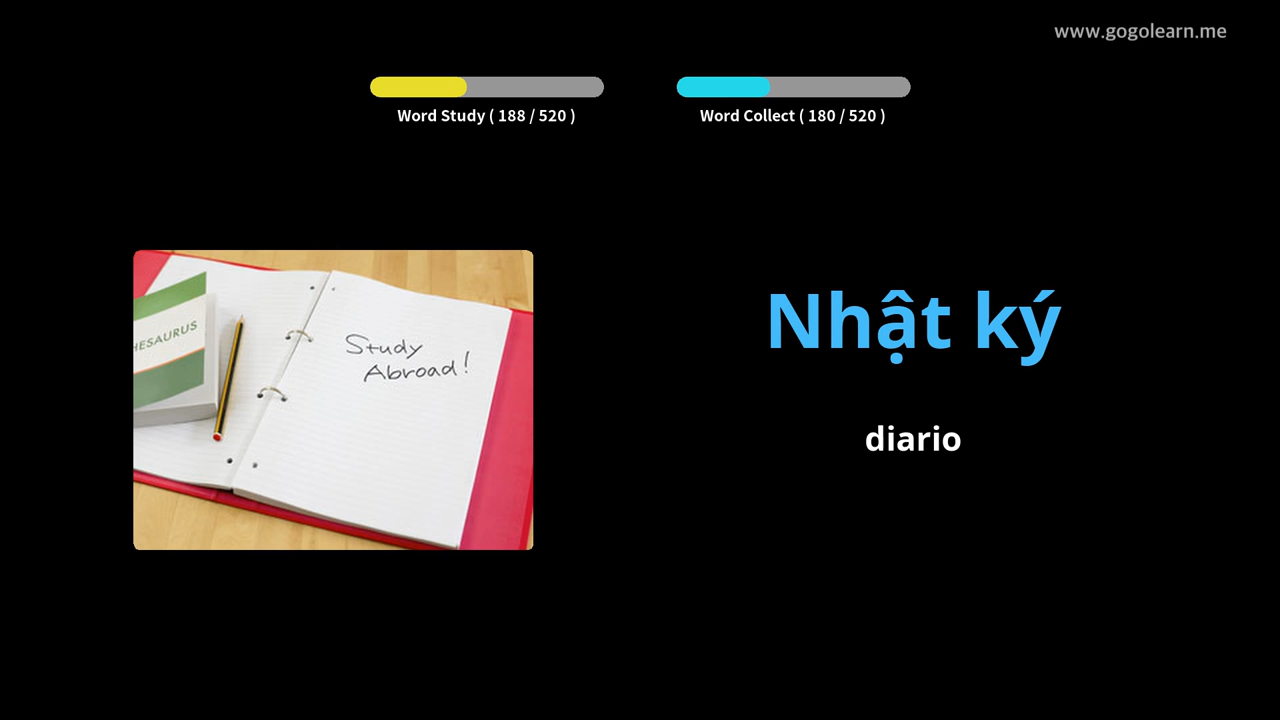 www.gogolearn.me
Word Study ( 188 / 520 )
Word Collect ( 180 / 520 )
HESAURUS
Study
Abroad!
Nhật ký
diario